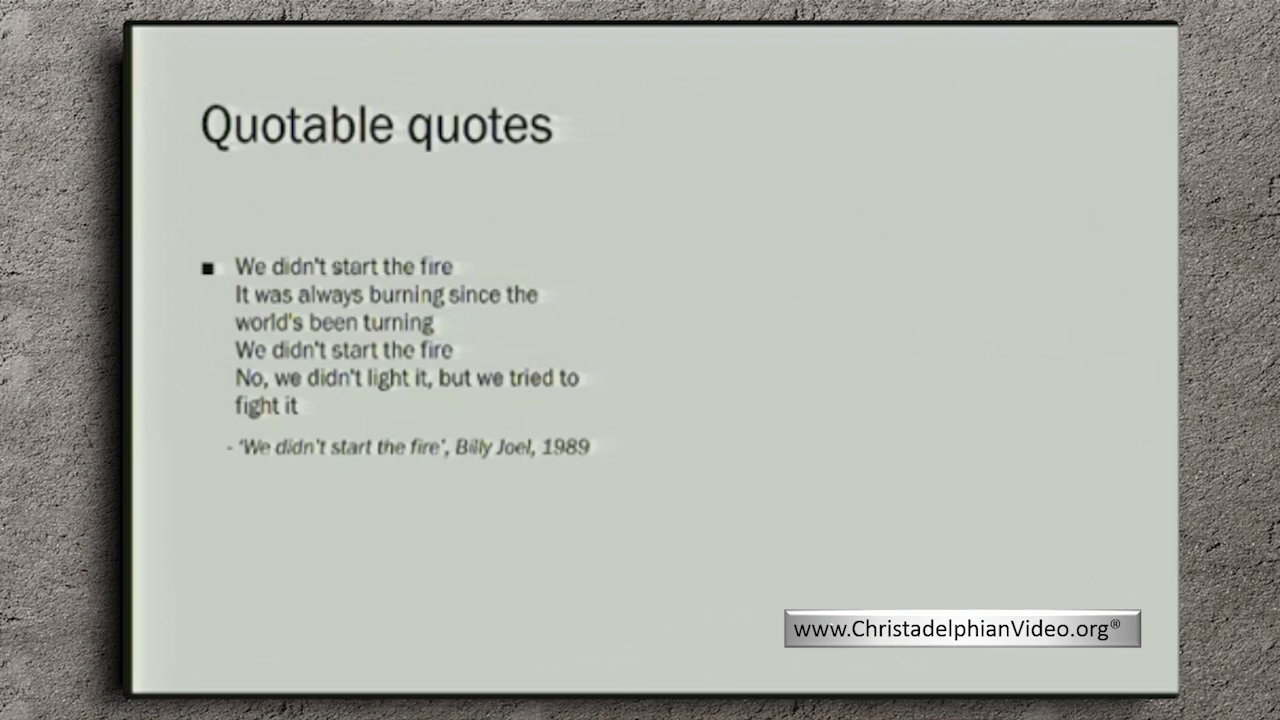 Quotable quotes
▪ We didn't start the fire
It was always burning since the
world's been turning
We didn't start the fire
No, we didn't light it, but we tried to
fight it
- 'We didn't start the fire', Billy Joel, 1989
www.ChristadelphianVideo.org®